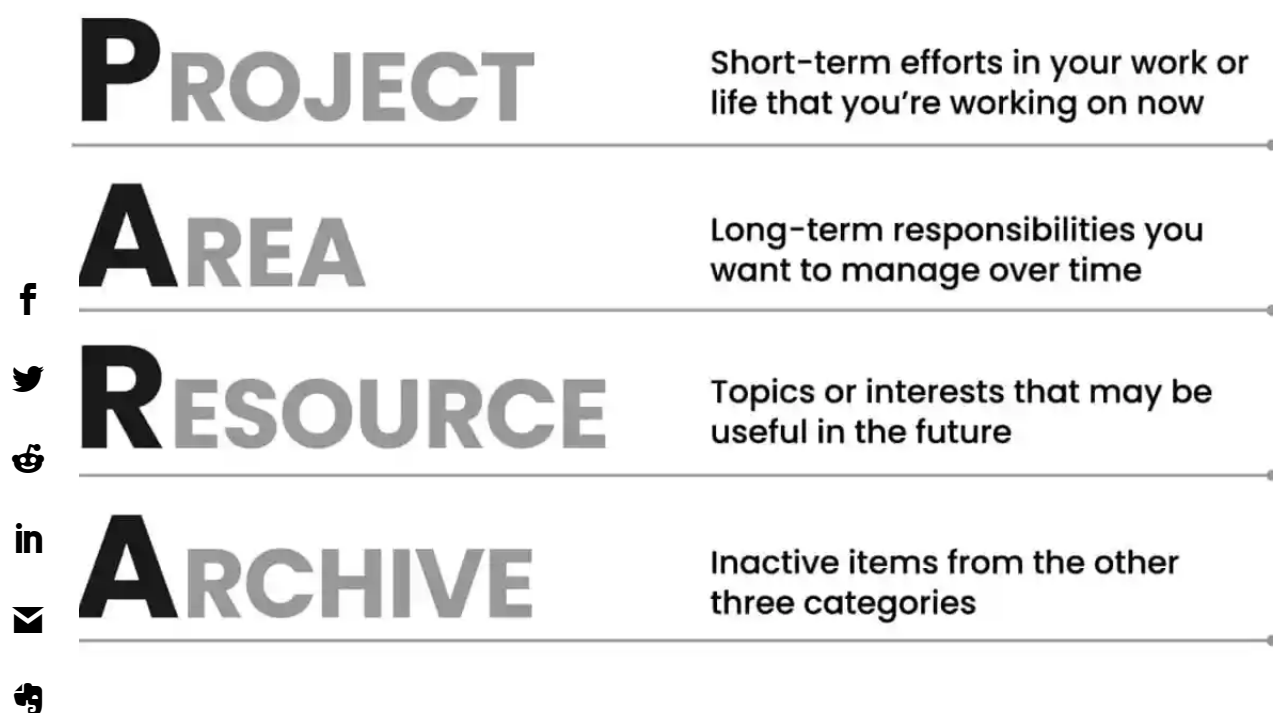 PROJECT
Short-term efforts in your work or
life that you’re working on now
AREA
Long-term responsibilities you
want to manage over time
RESOURCE
Topics or interests that may be
useful in the future
ARCHIVE
Inactive items from the other
three categories
f
in